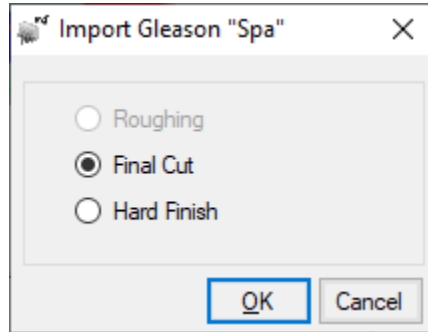 Import Gleason "Spa"
Roughing
Final Cut
Hard Finish
OK
Cancel